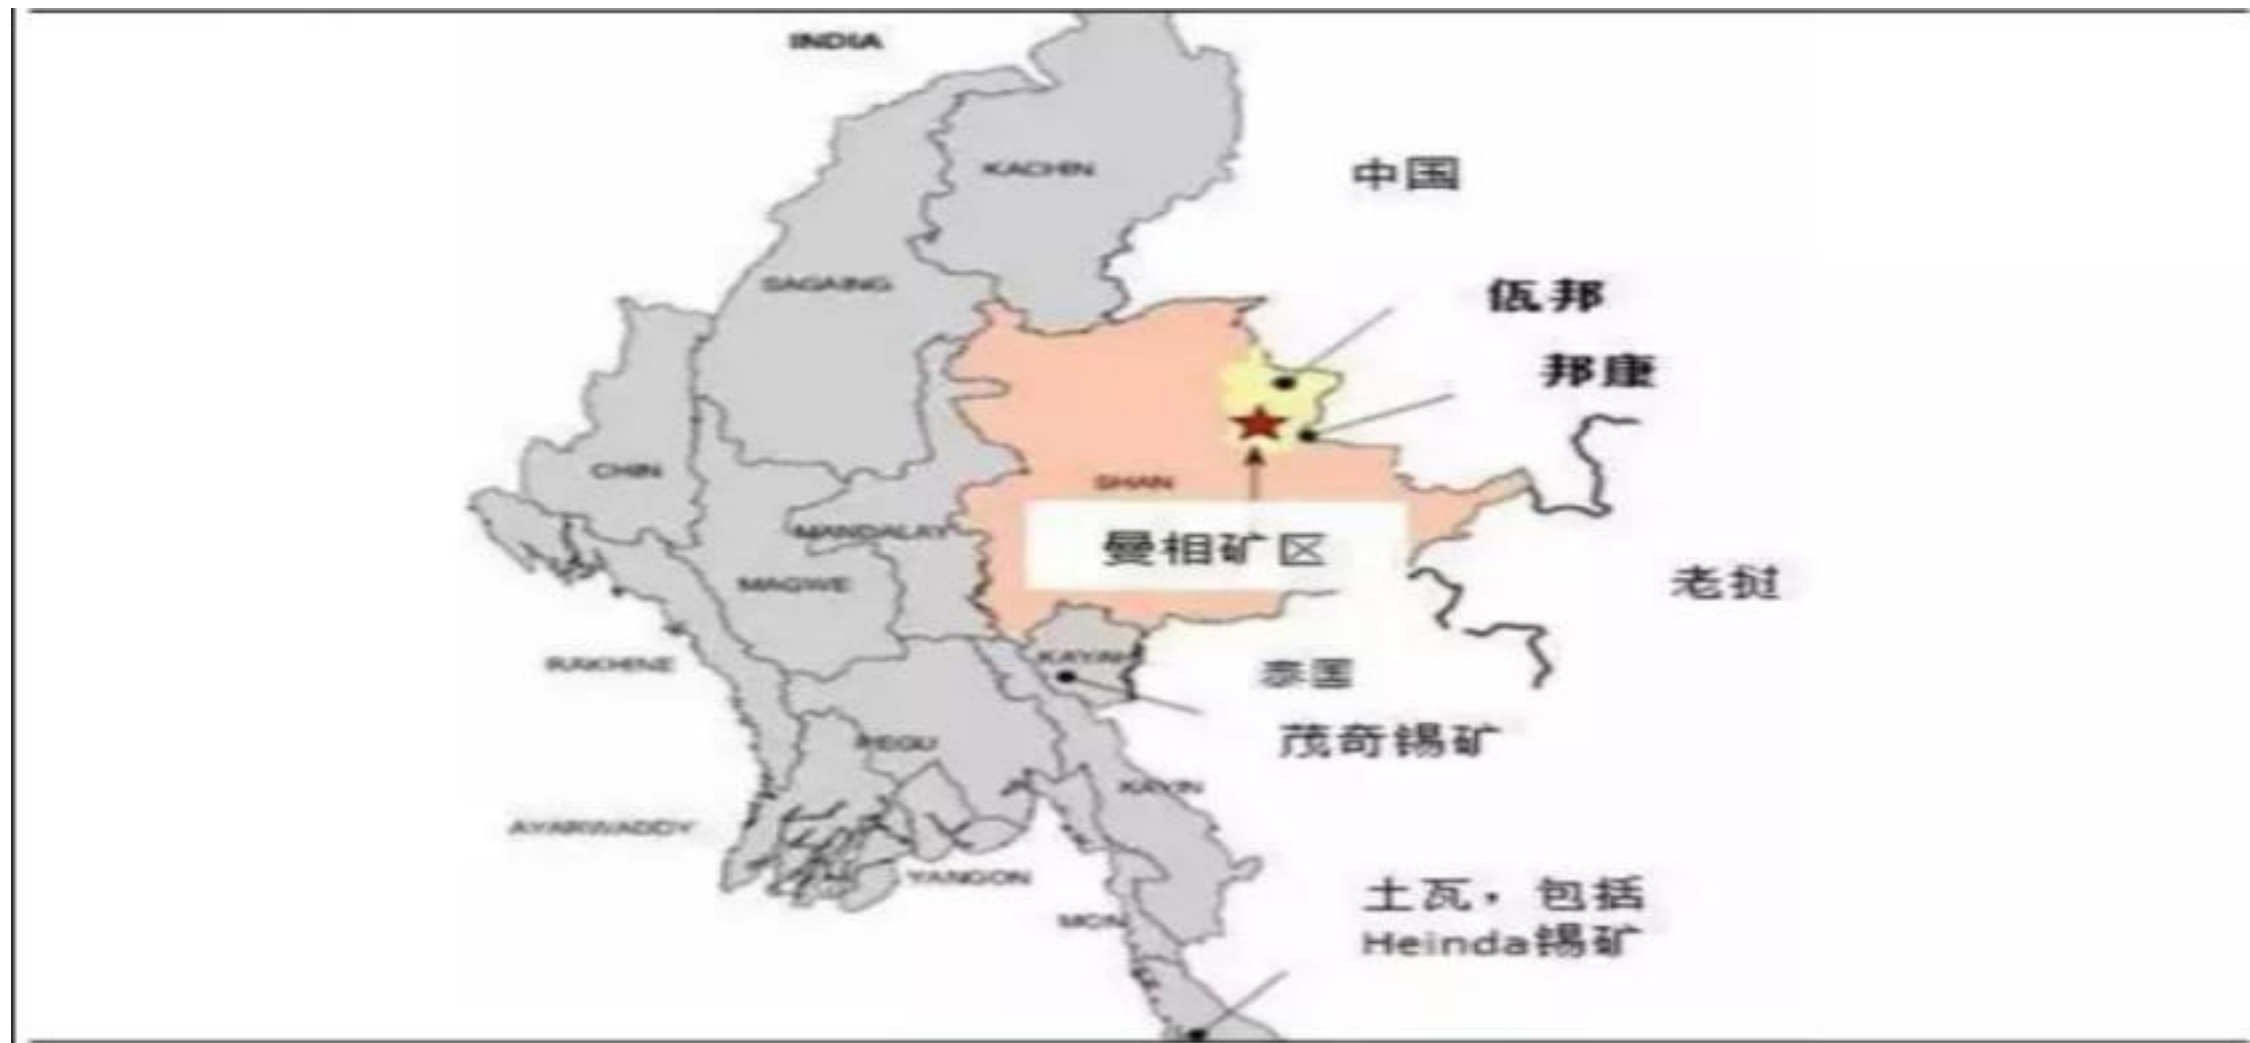 INDIA
KACHIN
中国
SAGAING
佤邦
邦康
CHIN
SHAN
MANDALAY
曼相矿区
MAGWE
老挝
RAKHINE
KAYAH
泰国
茂奇锡矿
PEGU
KAYIN
AYARWADDY
YANGON
MON
土瓦，包括
Heinda锡矿